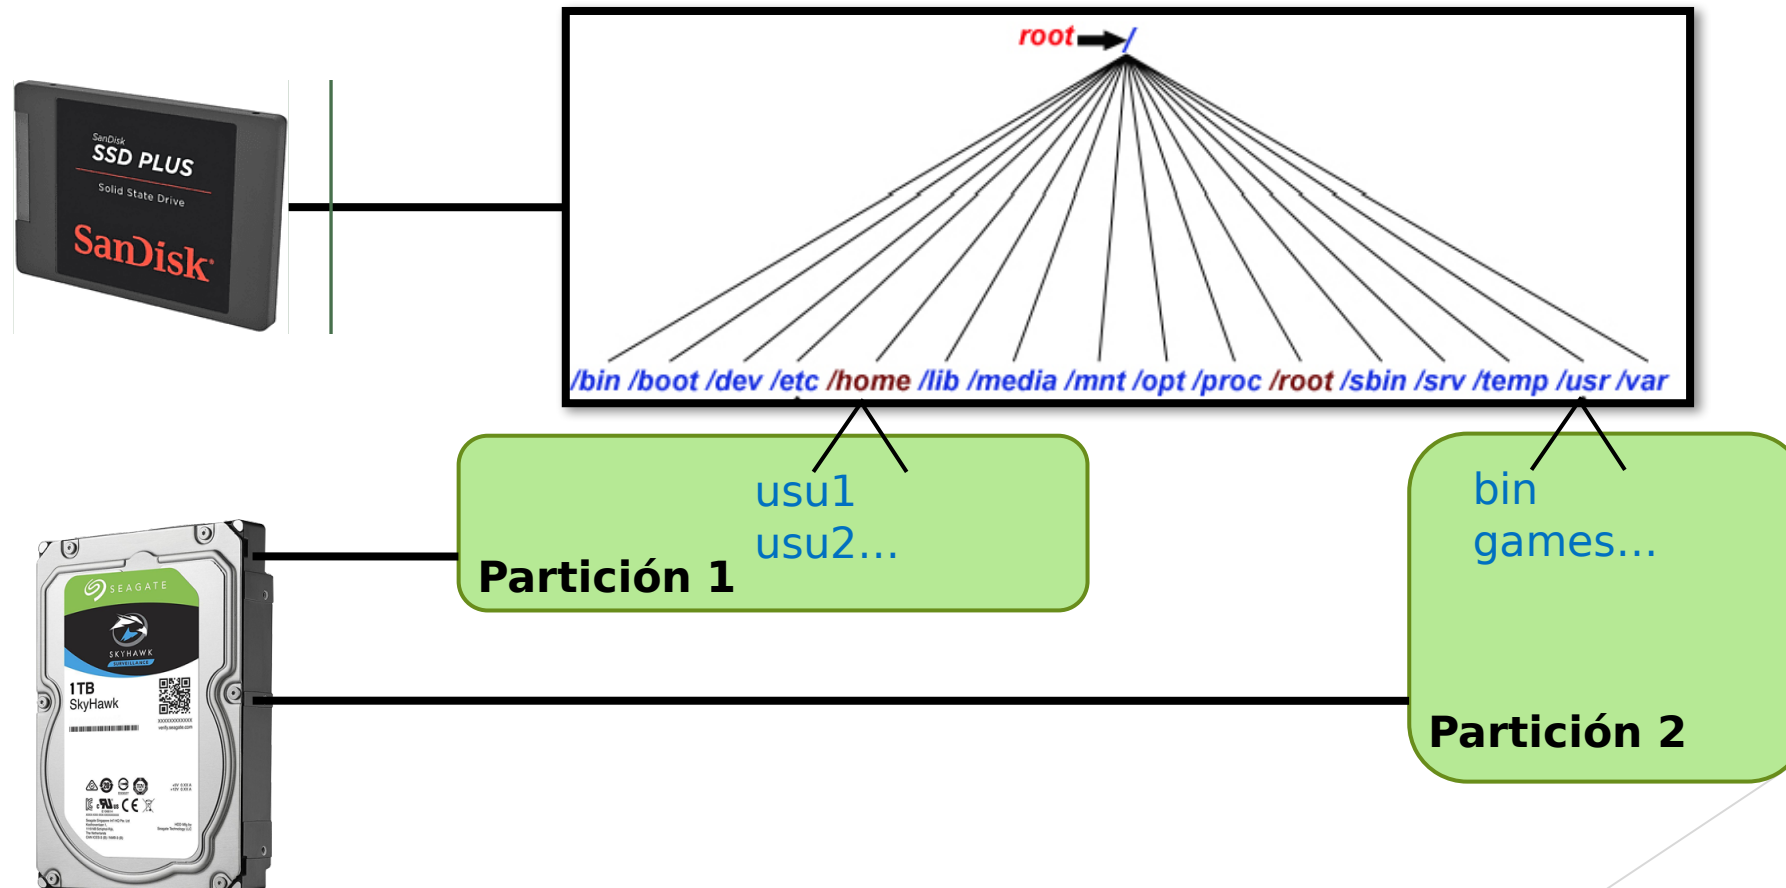 root /
SanDisk
SSD PLUS
Solid State Drive
SanDisk
/bin /boot /dev /etc /home /lib /media /mnt /opt /proc /root /sbin /srv /temp /usr /var
usu1
usu2...
Partición 1
bin
games...
Partición 2
SEAGATE
SKYHAWK
SURVEILLANCE
1TB
SkyHawk